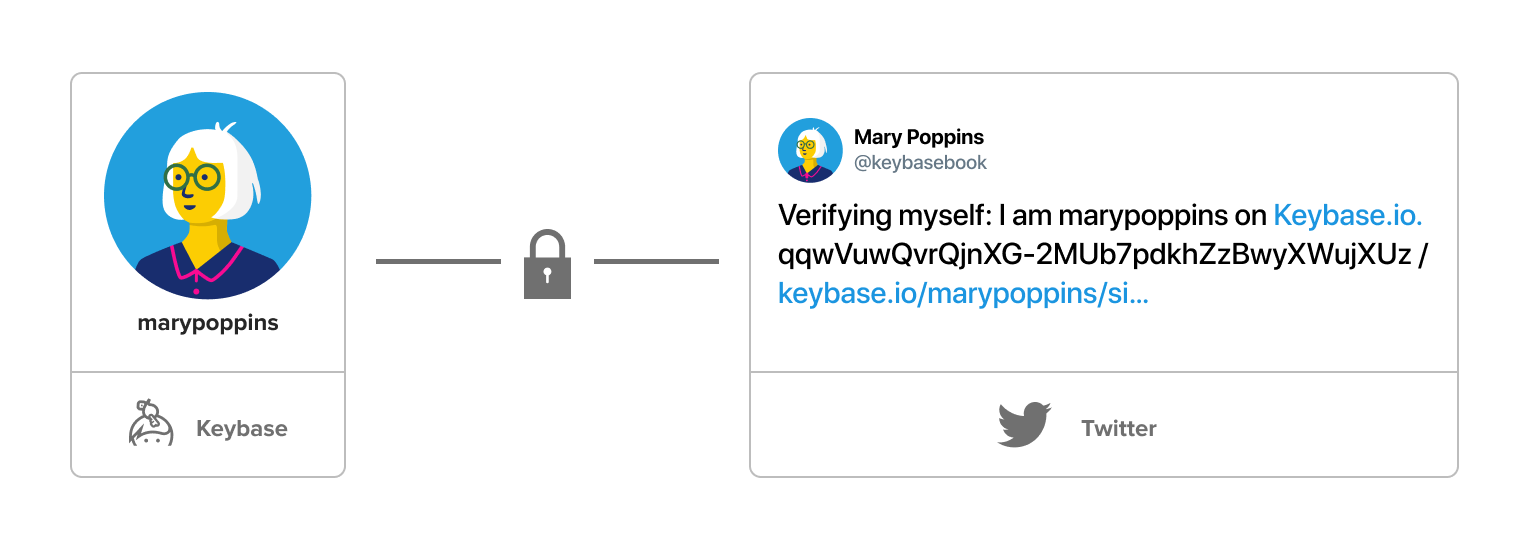 marypoppins
Keybase
Mary Poppins
@keybasebook
Verifying myself: I am marypoppins on Keybase.io.
qqwVuwQvrQjnXG-2MUb7pdkhZzBwyXWujXUz /
keybase.io/marypoppins/si...
Twitter